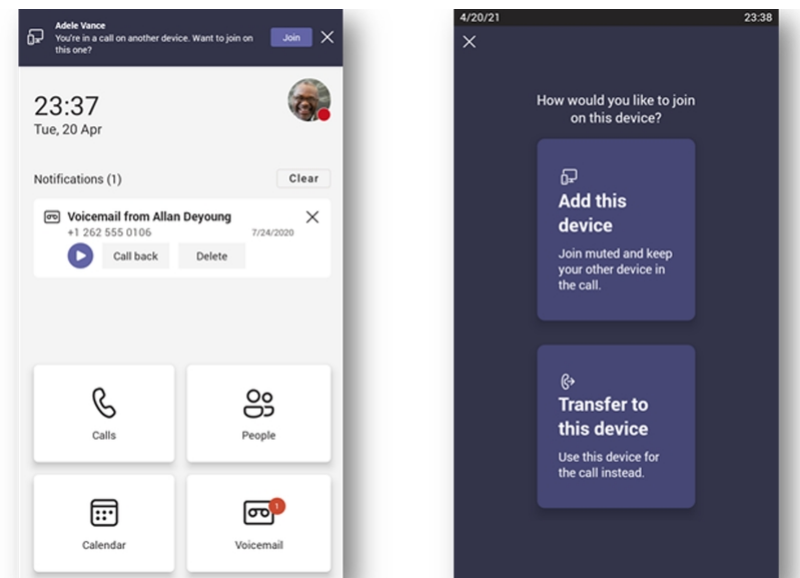 Adele Vance
You're in a call on another device. Want to join on
this one?
Join
23:37
Tue, 20 Apr
Notifications (1)
Clear
Voicemail from Allan Deyoung
+1 262 555 0106
7/24/2020
Call back
Delete
Calls
People
Calendar
1
Voicemail
4/20/21
23:38
How would you like to join
on this device?
Add this
device
Join muted and keep
your other device in
the call.
Transfer to
this device
Use this device for
the call instead.